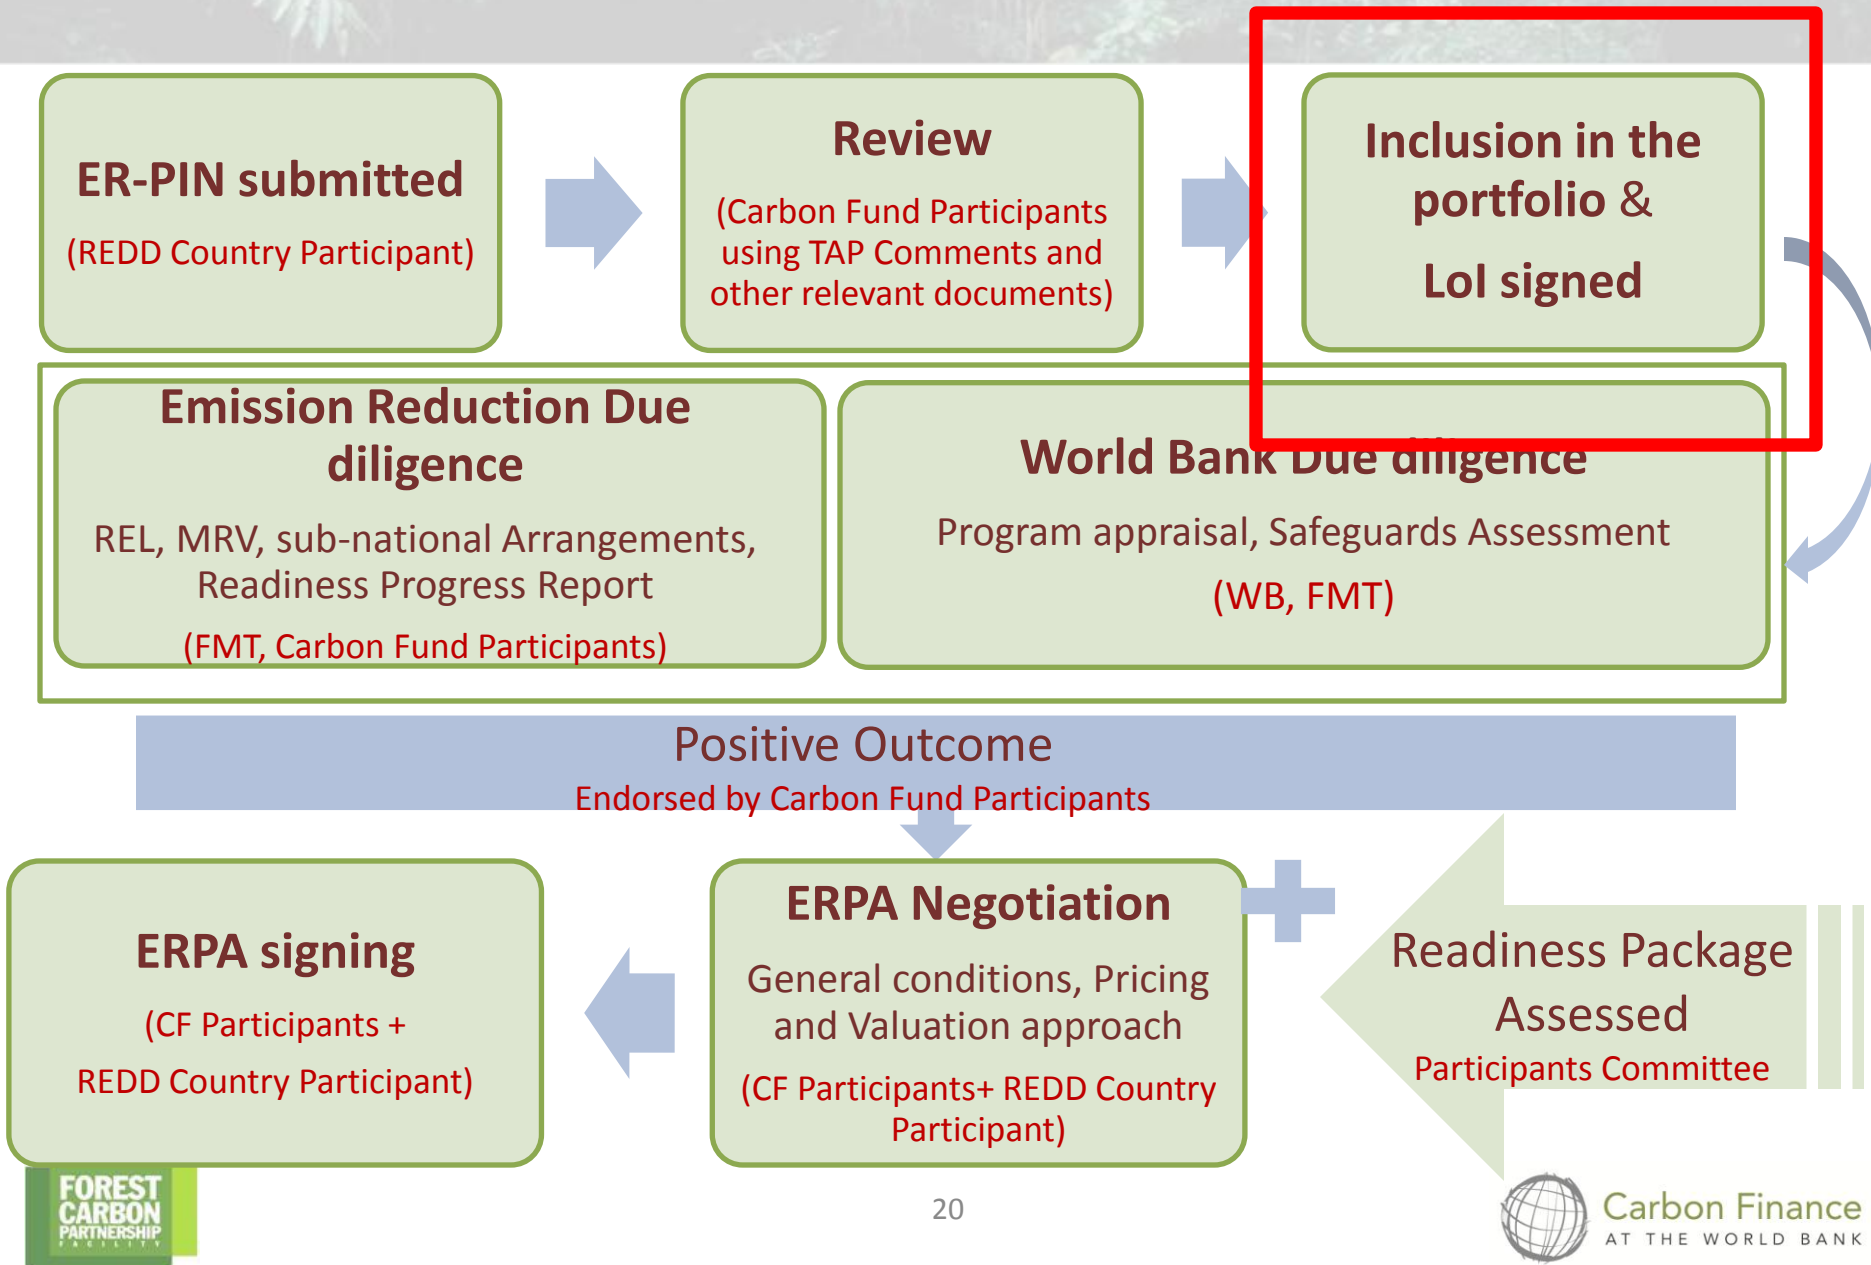 ER-PIN submitted
(REDD Country Participant)
Review
(Carbon Fund Participants
using TAP Comments and
other relevant documents)
Inclusion in the
portfolio &
LoI signed
Emission Reduction Due
diligence
REL, MRV, sub-national Arrangements,
Readiness Progress Report
(FMT, Carbon Fund Participants)
World Bank Due diligence
Program appraisal, Safeguards Assessment
(WB, FMT)
Positive Outcome
Endorsed by Carbon Fund Participants
ERPA signing
(CF Participants +
REDD Country Participant)
ERPA Negotiation
General conditions, Pricing
and Valuation approach
(CF Participants+ REDD Country
Participant)
Readiness Package
Assessed
Participants Committee
FOREST
CARBON
PARTNERSHIP
FACILITY
20
Carbon Finance
AT THE WORLD BANK